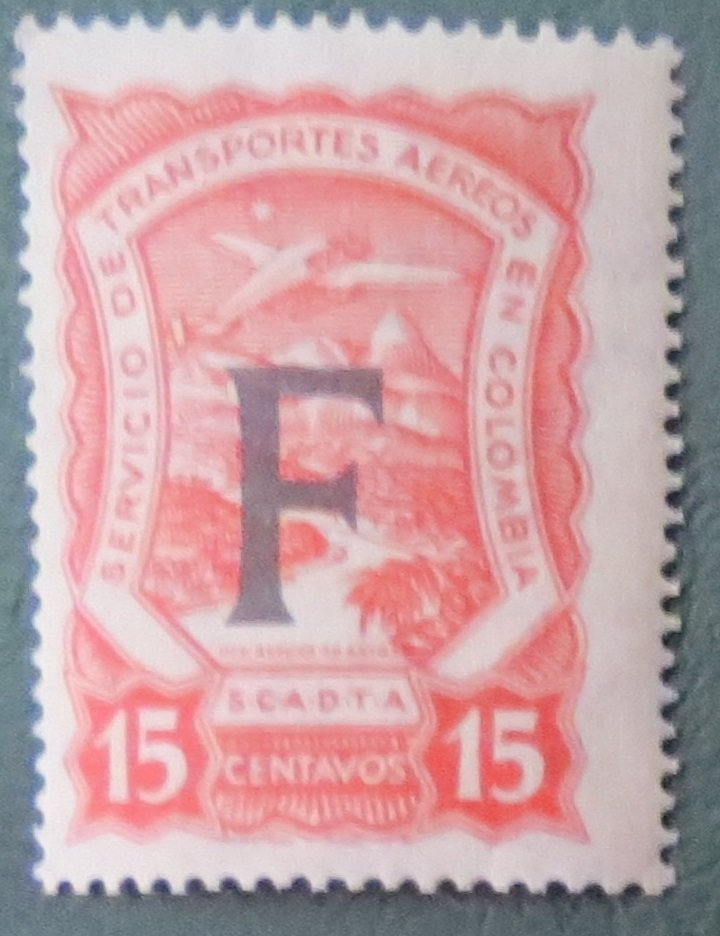 SERVICIO DE TRANSPORTES AEREOS EN COLOMBIA
F
S·C·A·D·T·A
15 CENTAVOS 15